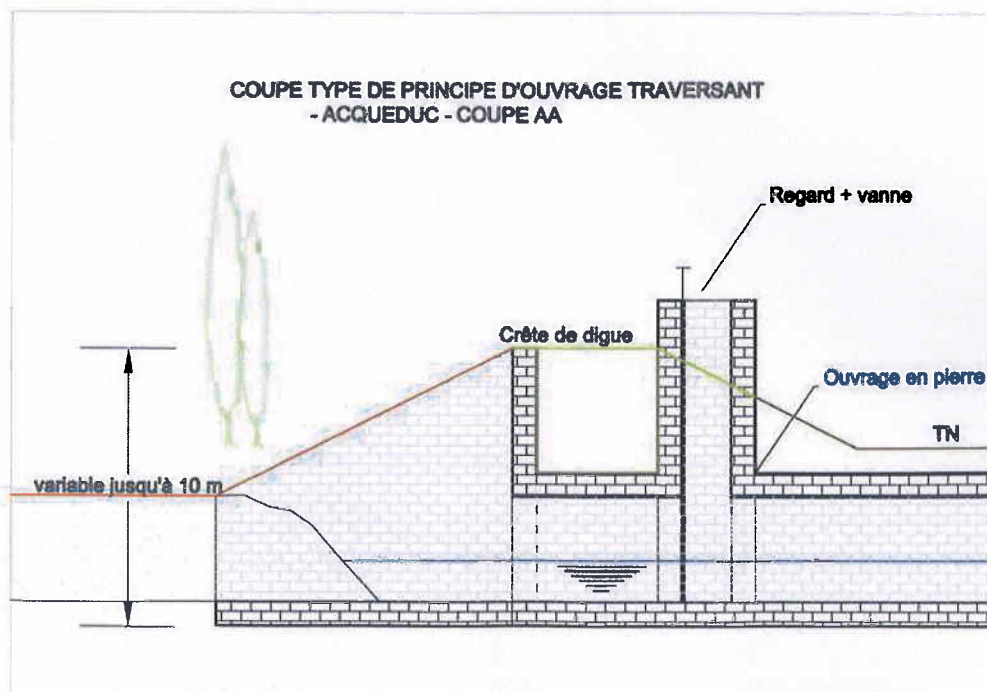 COUPE TYPE DE PRINCIPE D'OUVRAGE TRAVERSANT
- ACQUEDUC - COUPE AA
Regard + vanne
Crête de digue
Ouvrage en pierre
TN
variable jusqu'à 10 m